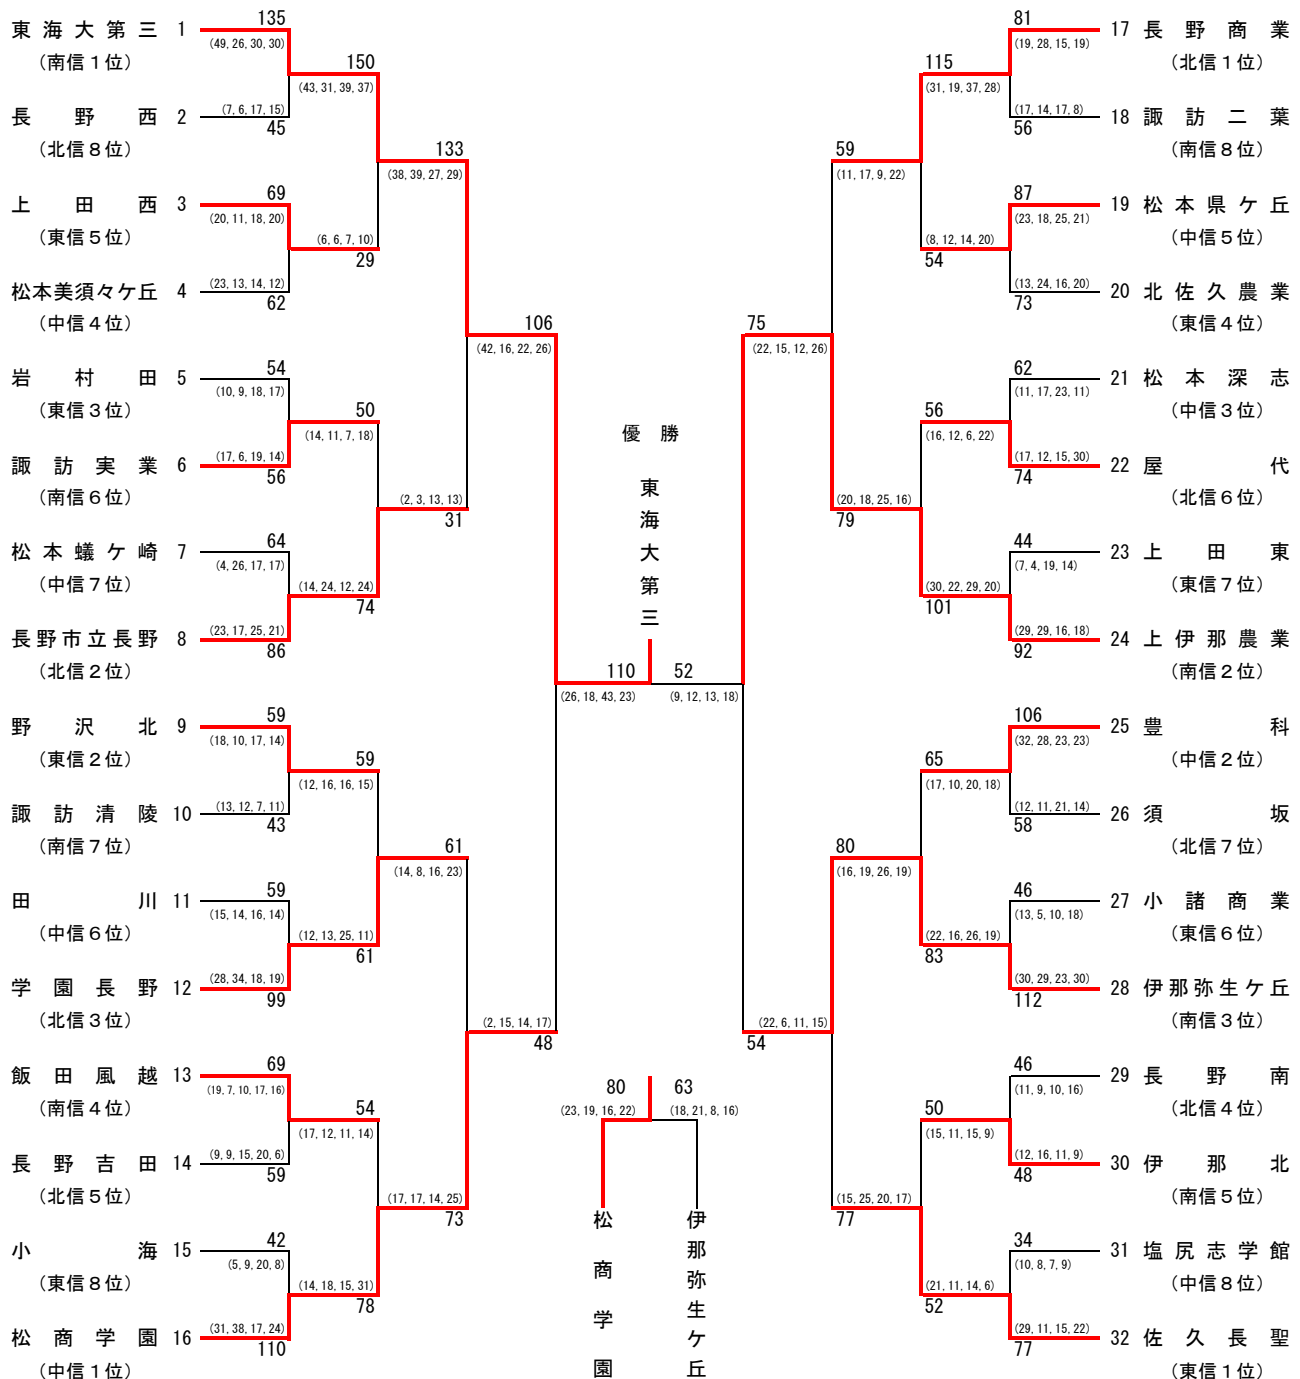 東海大第三 1
(南信1位)
135
(49, 26, 30, 30)
長野西 2
(北信8位)
(7, 6, 17, 15)
45
上田西 3
(東信5位)
69
(20, 11, 18, 20)
松本美須々ケ丘 4
(中信4位)
(23, 13, 14, 12)
62
岩村田 5
(東信3位)
54
(10, 9, 18, 17)
諏訪実業 6
(南信6位)
(17, 6, 19, 14)
56
松本蟻ケ崎 7
(中信7位)
64
(4, 26, 17, 17)
長野市立長野 8
(北信2位)
(23, 17, 25, 21)
86
野沢北 9
(東信2位)
59
(18, 10, 17, 14)
諏訪清陵 10
(南信7位)
(13, 12, 7, 11)
43
田川 11
(中信6位)
59
(15, 14, 16, 14)
学園長野 12
(北信3位)
(28, 34, 18, 19)
99
飯田風越 13
(南信4位)
69
(19, 7, 10, 17, 16)
長野吉田 14
(北信5位)
(9, 9, 15, 20, 6)
59
小海 15
(東信8位)
42
(5, 9, 20, 8)
松商学園 16
(中信1位)
(31, 38, 17, 24)
110
150
(43, 31, 39, 37)
(6, 6, 7, 10)
29
50
(14, 11, 7, 18)
(14, 24, 12, 24)
74
59
(12, 16, 16, 15)
(12, 13, 25, 11)
61
54
(17, 12, 11, 14)
(14, 18, 15, 31)
78
133
(38, 39, 27, 29)
(2, 3, 13, 13)
31
61
(14, 8, 16, 23)
(17, 17, 14, 25)
73
106
(42, 16, 22, 26)
(2, 15, 14, 17)
48
優勝
東海大第三
110
(26, 18, 43, 23)
52
(9, 12, 13, 18)
80
(23, 19, 16, 22)
63
(18, 21, 8, 16)
松商学園
伊那弥生ケ丘
75
(22, 15, 12, 26)
(22, 6, 11, 15)
54
59
(11, 17, 9, 22)
(20, 18, 25, 16)
79
80
(16, 19, 26, 19)
(15, 25, 20, 17)
77
115
(31, 19, 37, 28)
(8, 12, 14, 20)
54
56
(16, 12, 6, 22)
(30, 22, 29, 20)
101
65
(17, 10, 20, 18)
(22, 16, 26, 19)
83
50
(15, 11, 15, 9)
(21, 11, 14, 6)
52
81
(19, 28, 15, 19)
17 長野商業
(北信1位)
(17, 14, 17, 8)
56
18 諏訪二葉
(南信8位)
87
(23, 18, 25, 21)
19 松本県ケ丘
(中信5位)
(13, 24, 16, 20)
73
20 北佐久農業
(東信4位)
62
(11, 17, 23, 11)
21 松本深志
(中信3位)
(17, 12, 15, 30)
74
22 屋代
(北信6位)
44
(7, 4, 19, 14)
23 上田東
(東信7位)
(29, 29, 16, 18)
92
24 上伊那農業
(南信2位)
106
(32, 28, 23, 23)
25 豊科
(中信2位)
(12, 11, 21, 14)
58
26 須坂
(北信7位)
46
(13, 5, 10, 18)
27 小諸商業
(東信6位)
(30, 29, 23, 30)
112
28 伊那弥生ケ丘
(南信3位)
46
(11, 9, 10, 16)
29 長野南
(北信4位)
(12, 16, 11, 9)
48
30 伊那北
(南信5位)
34
(10, 8, 7, 9)
31 塩尻志学館
(中信8位)
(29, 11, 15, 22)
77
32 佐久長聖
(東信1位)